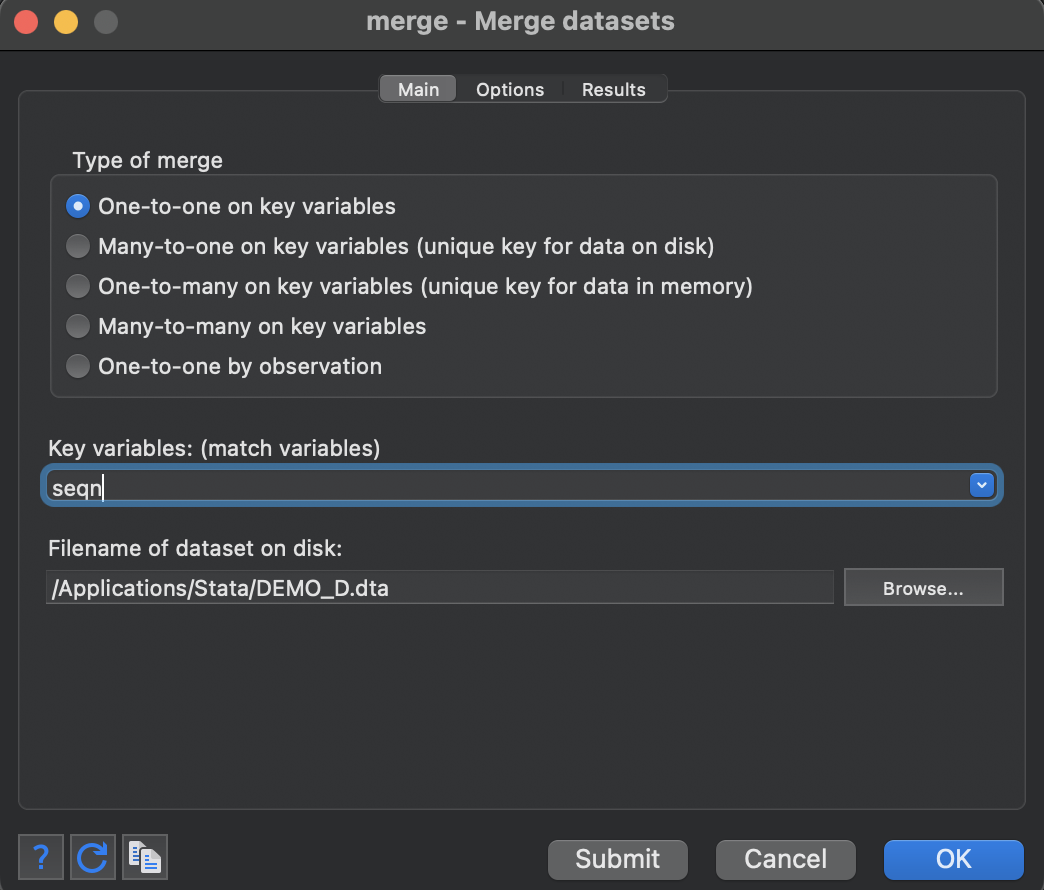 merge - Merge datasets
Main Options Results
Type of merge
One-to-one on key variables
Many-to-one on key variables (unique key for data on disk)
One-to-many on key variables (unique key for data in memory)
Many-to-many on key variables
One-to-one by observation
Key variables: (match variables)
seqn
Filename of dataset on disk:
/Applications/Stata/DEMO_D.dta Browse...
? Submit Cancel OK